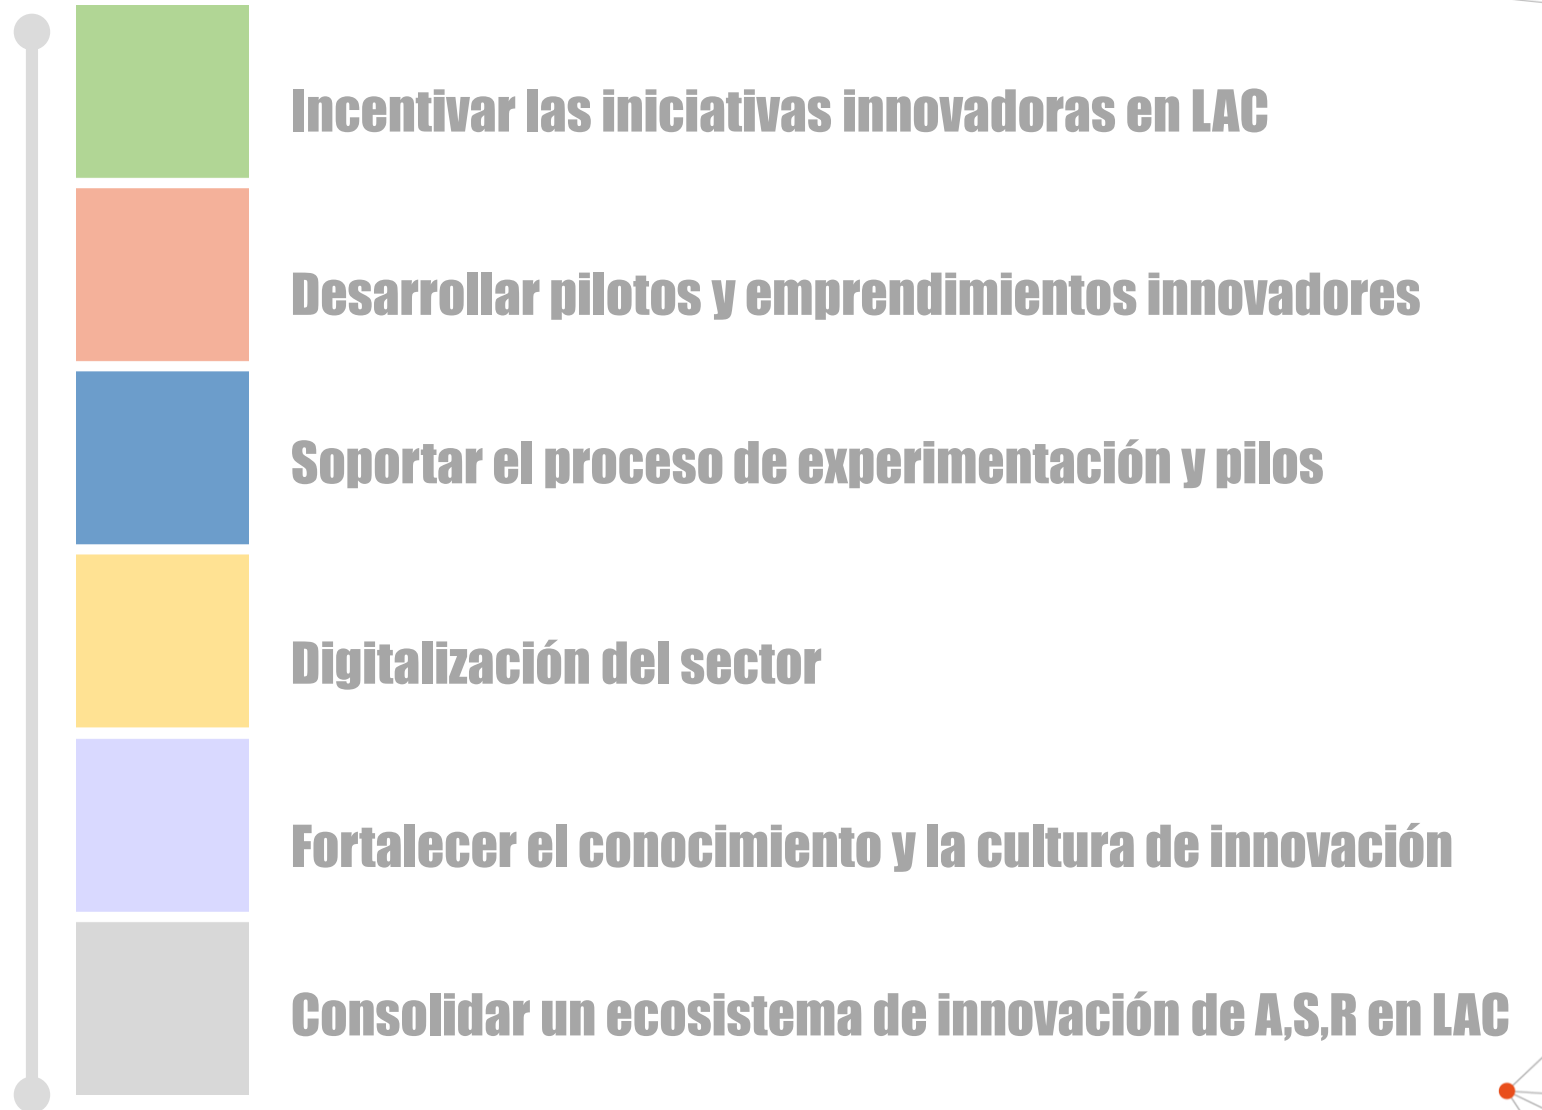 Incentivar las iniciativas innovadoras en LAC
Desarrollar pilotos y emprendimientos innovadores
Soportar el proceso de experimentación y pilos
Digitalización del sector
Fortalecer el conocimiento y la cultura de innovación
Consolidar un ecosistema de innovación de A,S,R en LAC